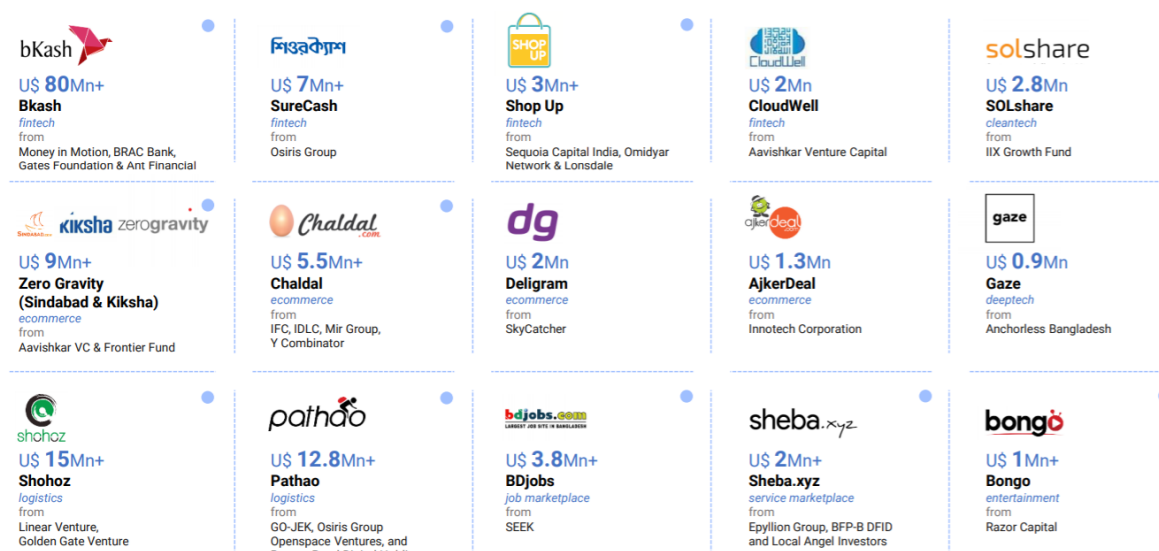 bKash
U$ 80Mn+
Bkash
fintech
from
Money in Motion, BRAC Bank,
Gates Foundation & Ant Financial
শিওরক্যাশ
U$ 7Mn+
SureCash
fintech
from
Osiris Group
SHOP
UP
U$ 3Mn+
Shop Up
fintech
from
Sequoia Capital India, Omidyar
Network & Lonsdale
CloudWell
U$ 2Mn
CloudWell
fintech
from
Aavishkar Venture Capital
solshare
U$ 2.8Mn
SOLshare
cleantech
from
IIX Growth Fund
SINDABAD.com
kiksha
zerogravity
U$ 9Mn+
Zero Gravity
(Sindabad & Kiksha)
ecommerce
from
Aavishkar VC & Frontier Fund
Chaldal
.com
U$ 5.5Mn+
Chaldal
ecommerce
from
IFC, IDLC, Mir Group,
Y Combinator
dg
U$ 2Mn
Deligram
ecommerce
from
SkyCatcher
ajkerdeal
.com
U$ 1.3Mn
AjkerDeal
ecommerce
from
Innotech Corporation
gaze
U$ 0.9Mn
Gaze
deeptech
from
Anchorless Bangladesh
shohoz
U$ 15Mn+
Shohoz
logistics
from
Linear Venture,
Golden Gate Venture
pathao
U$ 12.8Mn+
Pathao
logistics
from
GO-JEK, Osiris Group
Openspace Ventures, and
bdjobs.com
LARGEST JOB SITE IN BANGLADESH
U$ 3.8Mn+
BDjobs
job marketplace
from
SEEK
sheba.xyz
U$ 2Mn+
Sheba.xyz
service marketplace
from
Epyllion Group, BFP-B DFID
and Local Angel Investors
bongo
U$ 1Mn+
Bongo
entertainment
from
Razor Capital